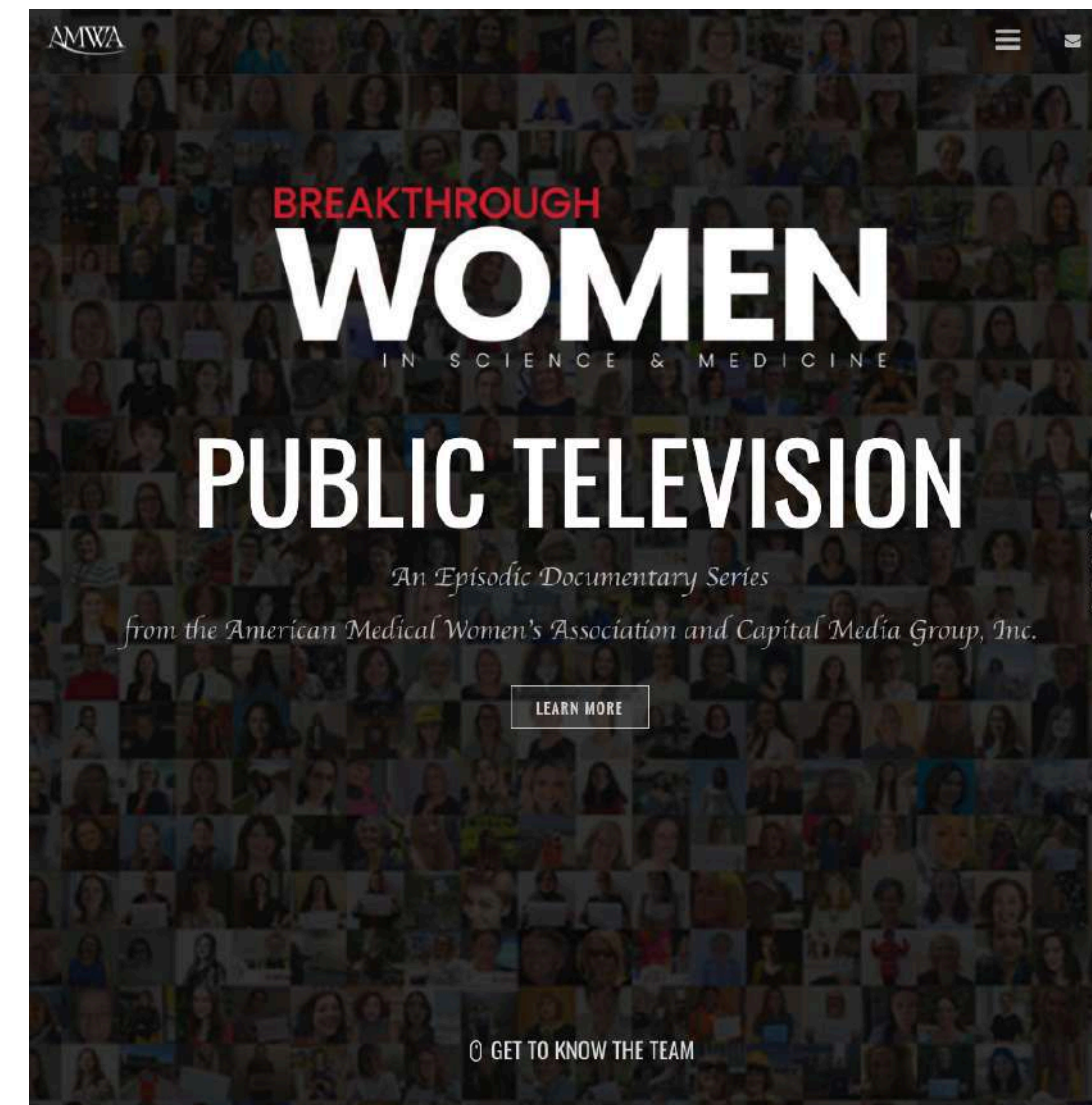 AMWA
BREAKTHROUGH
WOMEN
IN SCIENCE & MEDICINE
PUBLIC TELEVISION
An Episodic Documentary Series
from the American Medical Women's Association and Capital Media Group, Inc.
LEARN MORE
GET TO KNOW THE TEAM